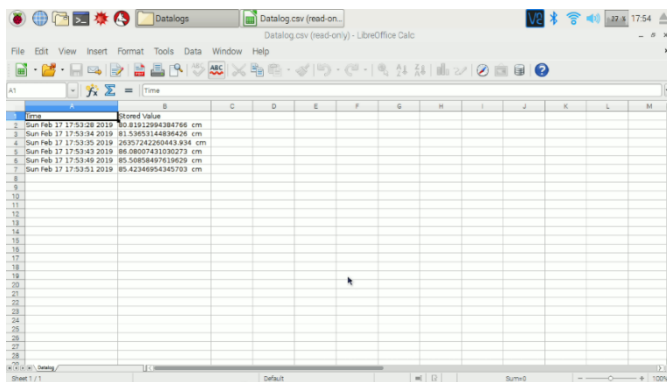 Datalogs
Datalog.csv (read-on...
17:54
Datalog.csv (read-only) - LibreOffice Calc
File Edit View Insert Format Tools Data Window Help
A1
Time
A B C D E F G H I J K L M
1 Time Stored Value
2 Sun Feb 17 17:53:28 2019 80.81912994384766 cm
3 Sun Feb 17 17:53:34 2019 81.53653144836426 cm
4 Sun Feb 17 17:53:35 2019 26357242260443.934 cm
5 Sun Feb 17 17:53:43 2019 86.08007431030273 cm
6 Sun Feb 17 17:53:49 2019 85.50858497619629 cm
7 Sun Feb 17 17:53:51 2019 85.42346954345703 cm
8
9
10
11
12
13
14
15
16
17
18
19
20
21
22
23
24
25
26
27
28
Datalog
Sheet 1 / 1 Default Sum=0 100%